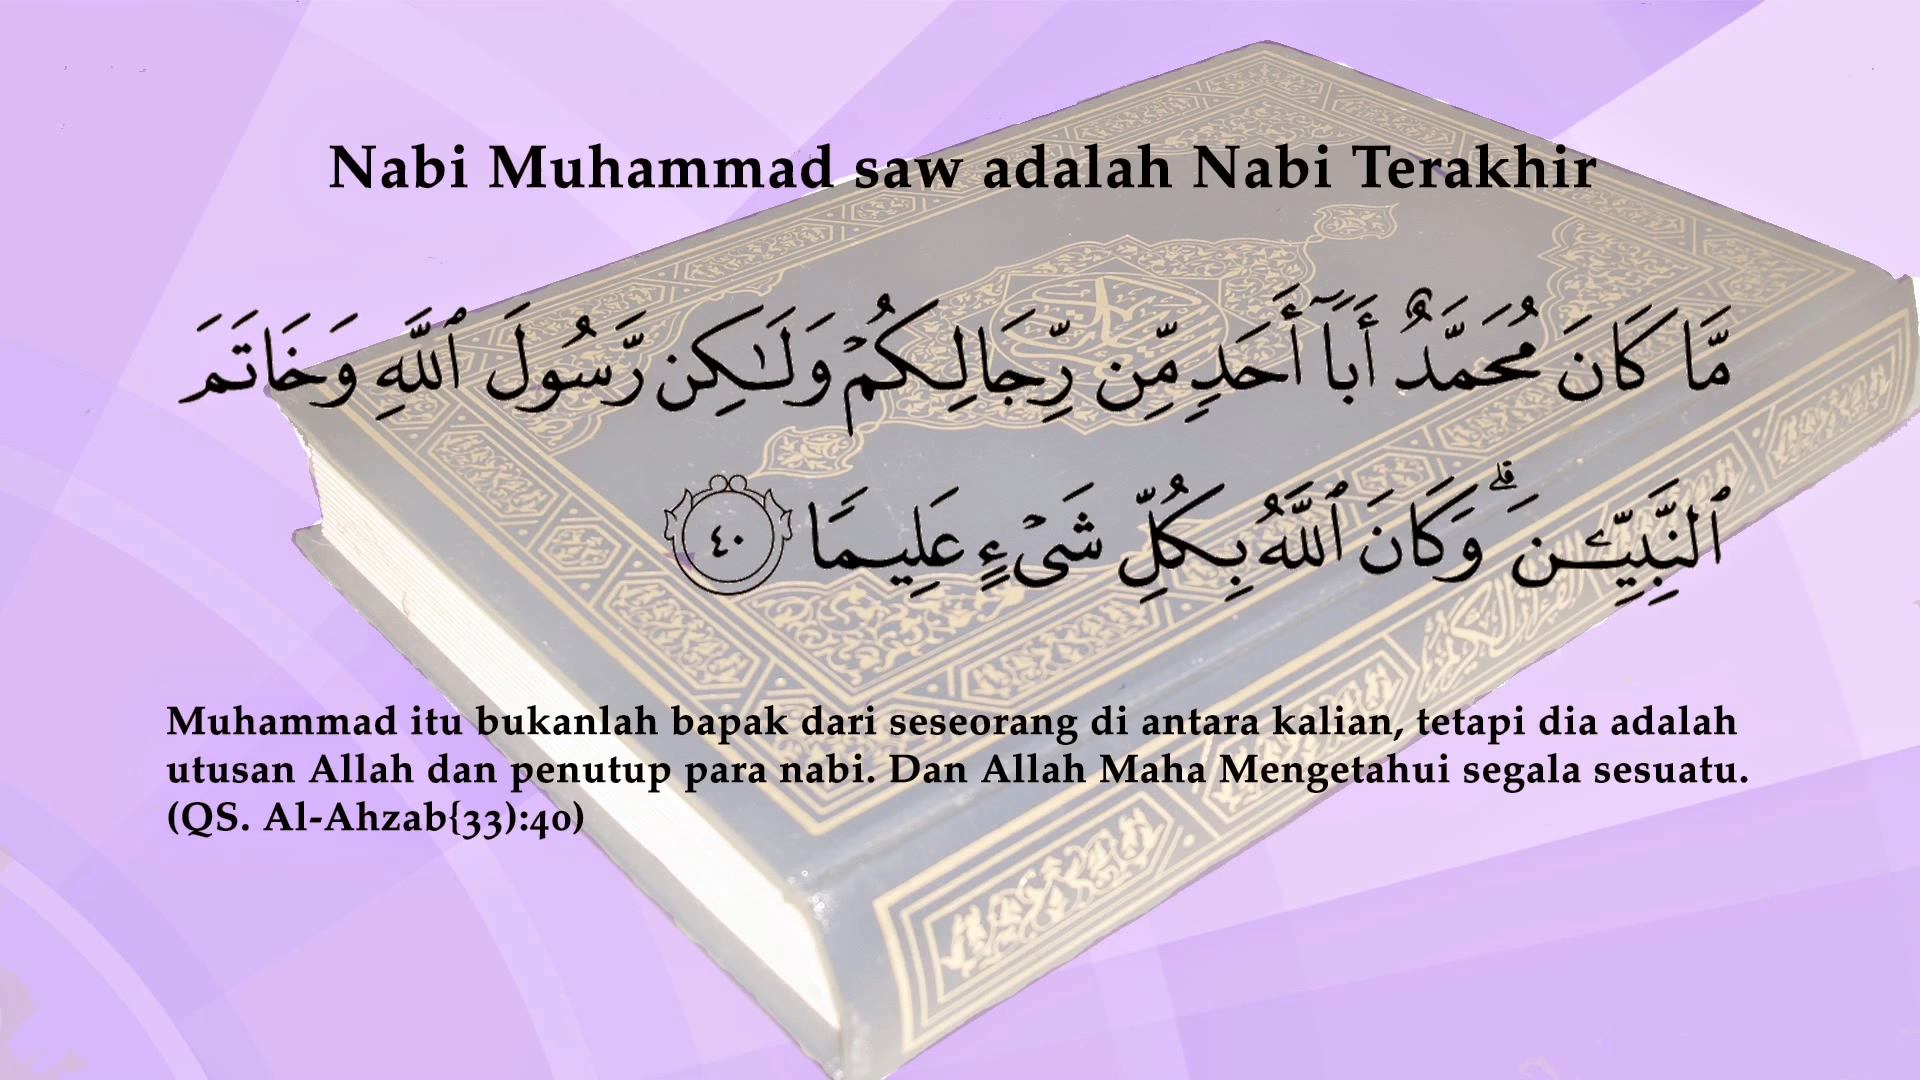 Nabi Muhammad saw adalah Nabi Terakhir
مَّا كَانَ مُحَمَّدٌ أَبَآ أَحَدٍ مِّن رِّجَالِكُمْ وَلَـٰكِن رَّسُولَ ٱللَّهِ وَخَاتَمَ
ٱلنَّبِيِّـۧنَ ۗ وَكَانَ ٱللَّهُ بِكُلِّ شَىْءٍ عَلِيمًا ٤٠
Muhammad itu bukanlah bapak dari seseorang di antara kalian, tetapi dia adalah
utusan Allah dan penutup para nabi. Dan Allah Maha Mengetahui segala sesuatu.
(QS. Al-Ahzab{33):40)